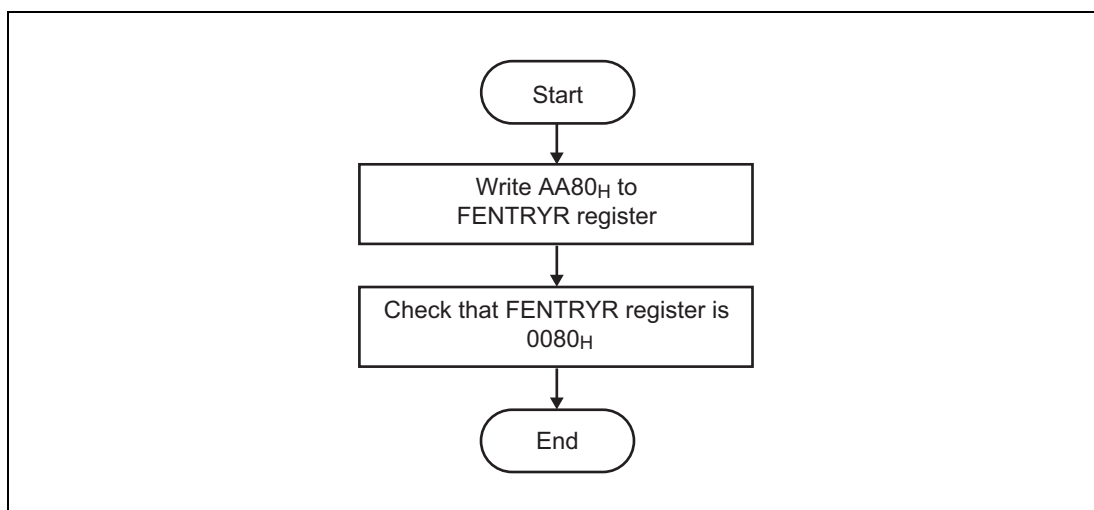 Start
Write AA80H to
FENTRYR register
Check that FENTRYR register is
0080H
End